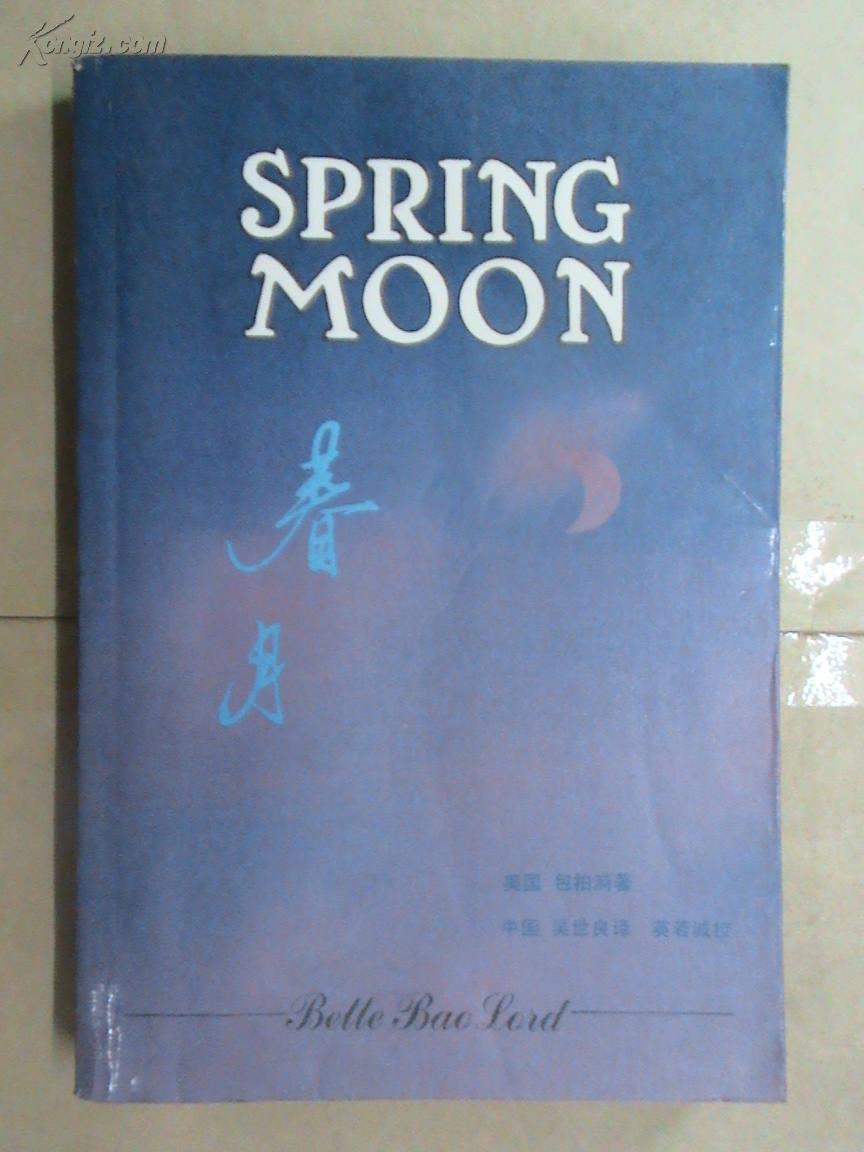 Kongfz.com
SPRING
MOON
春
月
美国 包柏漪著
中国 吴世良译 英若诚校
Bette Bao Lord